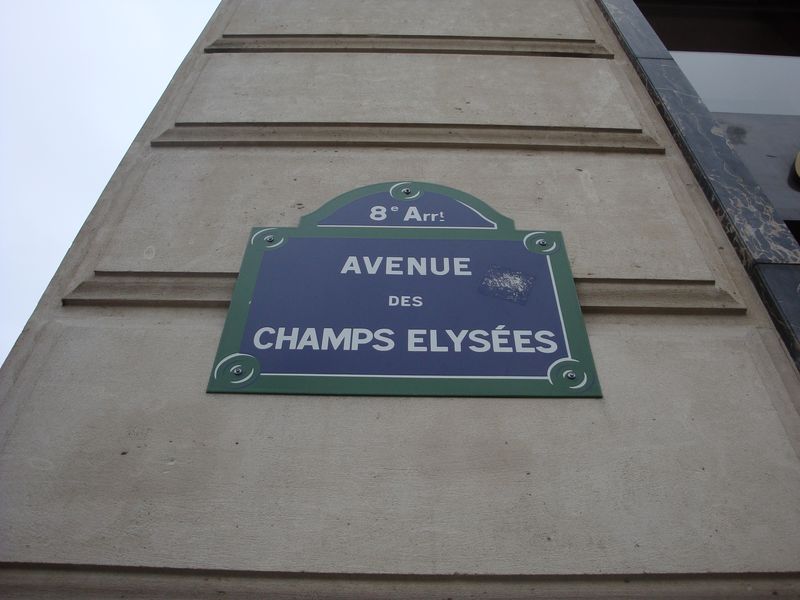 8e Arrt
AVENUE
DES
CHAMPS ELYSÉES